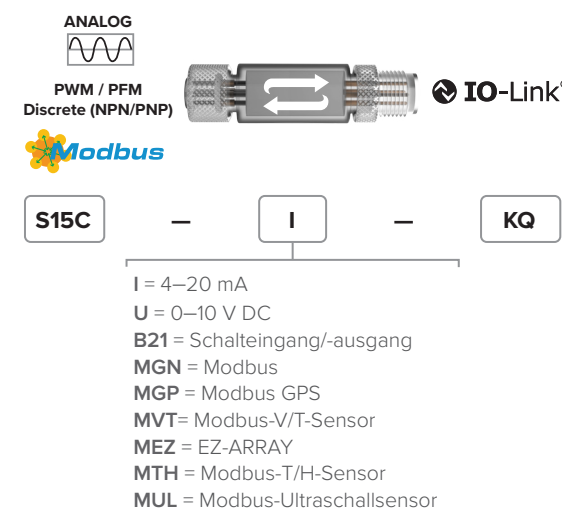 ANALOG
PWM / PFM
Discrete (NPN/PNP)
Modbus
IO-Link®
S15C – I – KQ
I = 4–20 mA
U = 0–10 V DC
B21 = Schalteingang/-ausgang
MGN = Modbus
MGP = Modbus GPS
MVT= Modbus-V/T-Sensor
MEZ = EZ-ARRAY
MTH = Modbus-T/H-Sensor
MUL = Modbus-Ultraschallsensor